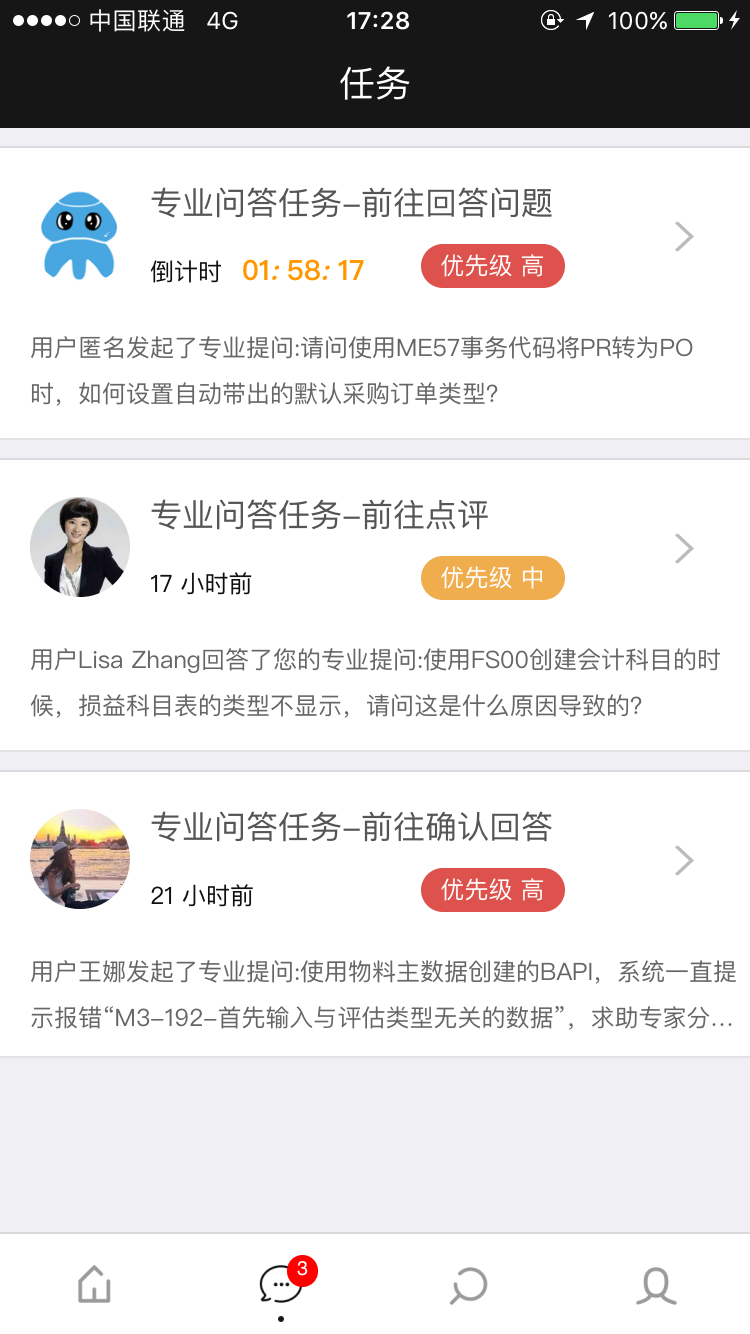 中国联通 4G 17:28 100%
任务
专业问答任务-前往回答问题
倒计时 01: 58: 17 优先级 高
用户匿名发起了专业提问:请问使用ME57事务代码将PR转为PO
时，如何设置自动带出的默认采购订单类型?
专业问答任务-前往点评
17 小时前 优先级 中
用户Lisa Zhang回答了您的专业提问:使用FS00创建会计科目的时
候，损益科目表的类型不显示，请问这是什么原因导致的?
专业问答任务-前往确认回答
21 小时前 优先级 高
用户王娜发起了专业提问:使用物料主数据创建的BAPI，系统一直提
示报错“M3-192-首先输入与评估类型无关的数据”，求助专家分...
3